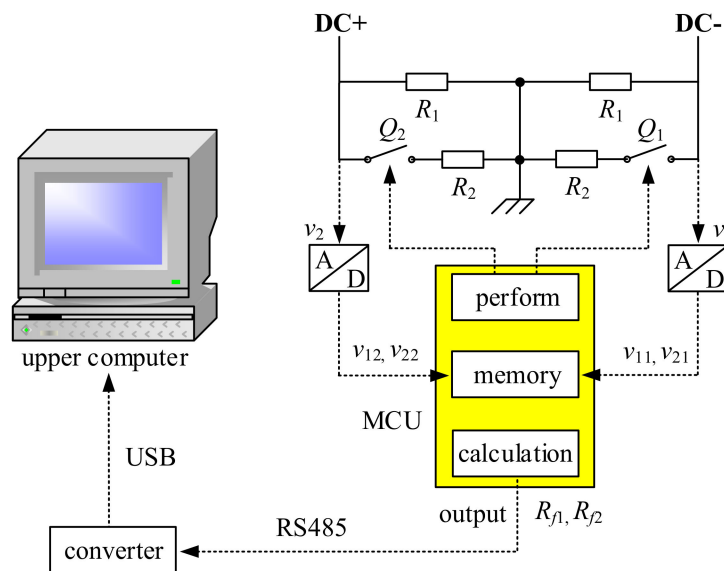 DC+ DC-
R1 R1
Q2 Q1
R2 R2
v2 v
A D A D
perform
v12, v22 memory v11, v21
upper computer
MCU
calculation
USB
output Rf1, Rf2
RS485
converter